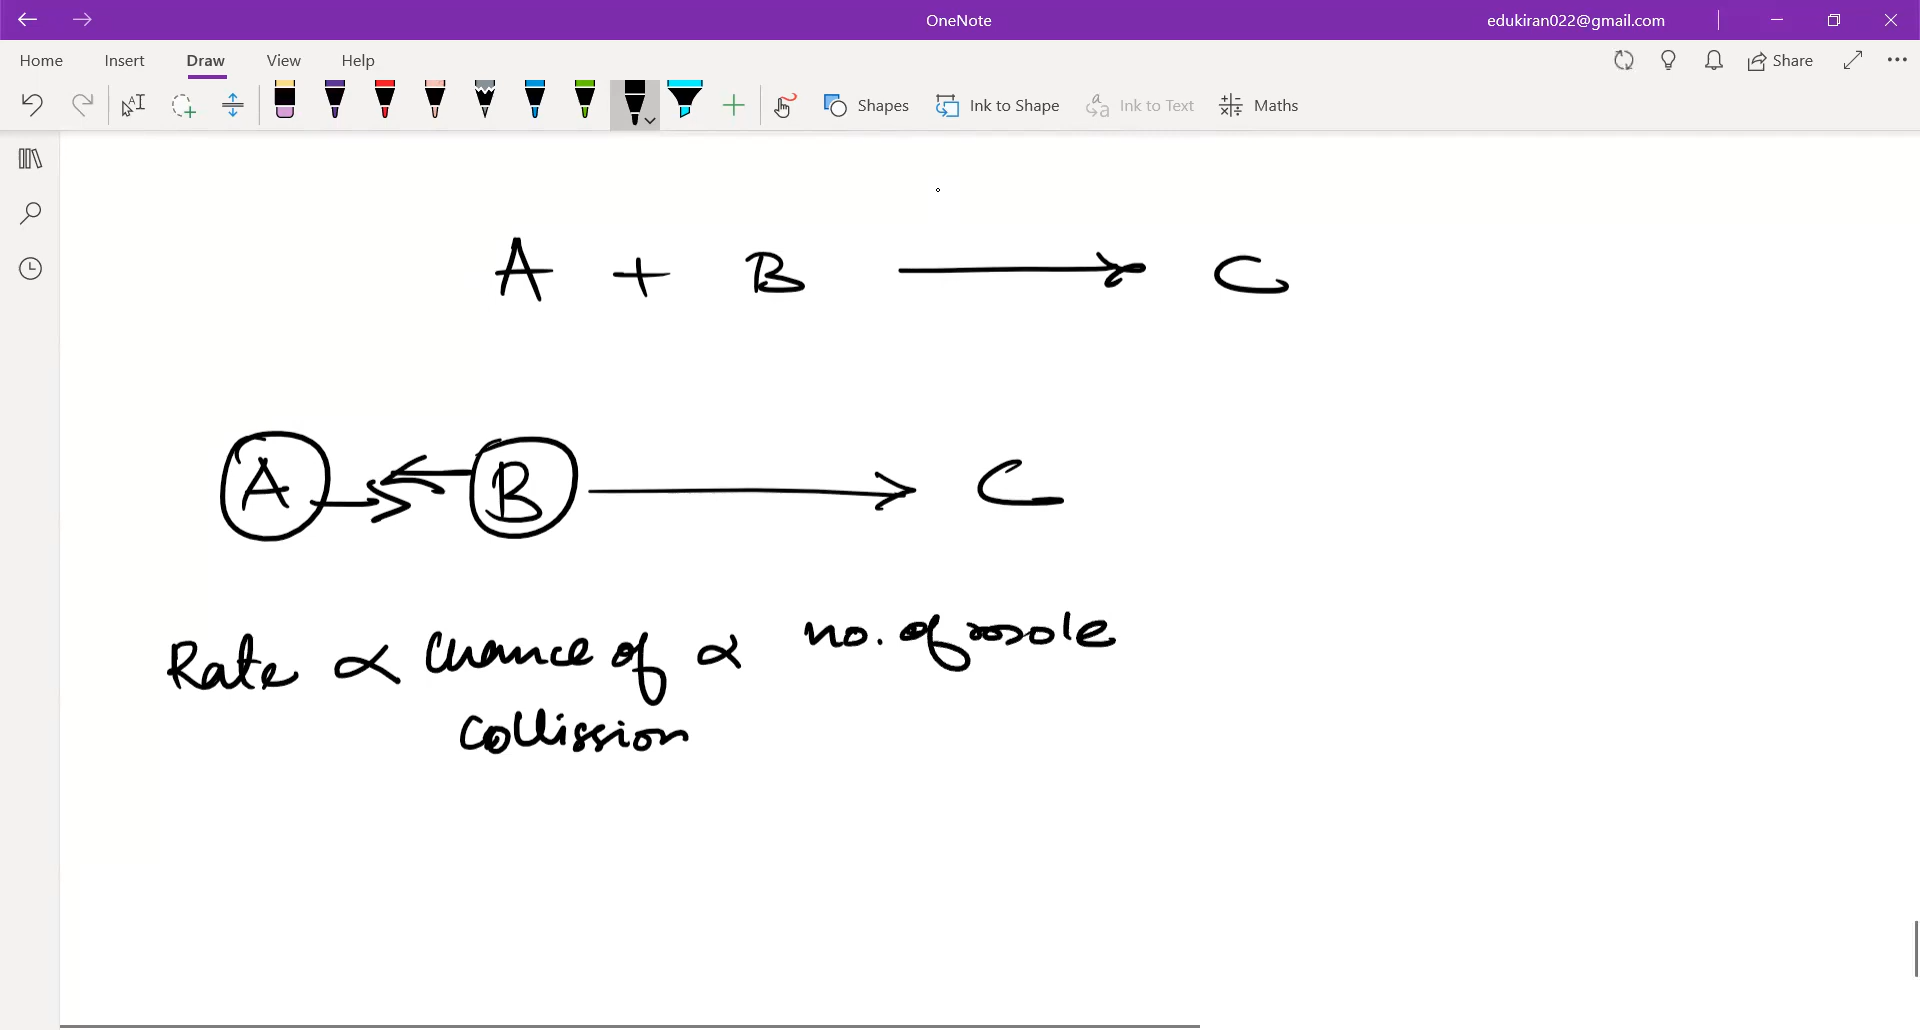 OneNote
edukiran022@gmail.com
Home Insert Draw View Help
Share
Shapes Ink to Shape Ink to Text Maths
A + B → C
A B → C
Rate ∝ Chance of ∝ no. of mole
collission